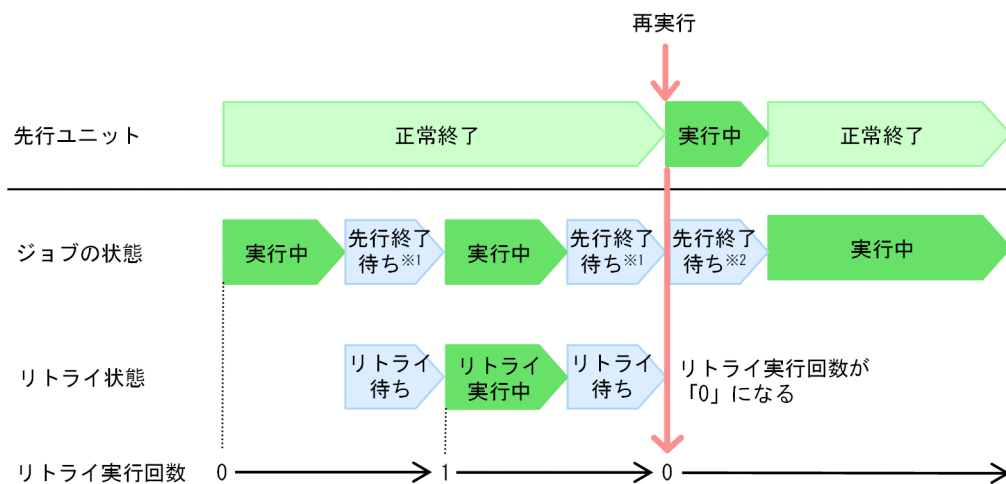 再実行
先行ユニット
正常終了
実行中
正常終了
ジョブの状態
実行中
先行終了
待ち※1
実行中
先行終了
待ち※1
先行終了
待ち※2
実行中
リトライ状態
リトライ
待ち
リトライ
実行中
リトライ
待ち
リトライ実行回数が
「0」になる
リトライ実行回数
0
1
0